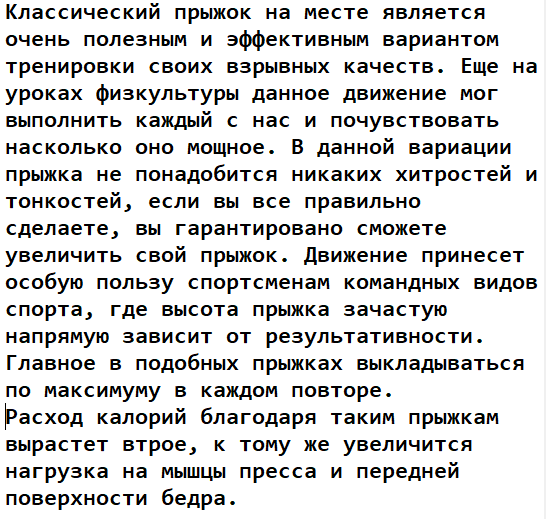 Классический прыжок на месте является
очень полезным и эффективным вариантом
тренировки своих взрывных качеств. Еще на
уроках физкультуры данное движение мог
выполнить каждый с нас и почувствовать
насколько оно мощное. В данной вариации
прыжка не понадобится никаких хитростей и
тонкостей, если вы все правильно
сделаете, вы гарантировано сможете
увеличить свой прыжок. Движение принесет
особую пользу спортсменам командных видов
спорта, где высота прыжка зачастую
напрямую зависит от результативности.
Главное в подобных прыжках выкладываться
по максимуму в каждом повторе.
Расход калорий благодаря таким прыжкам
вырастет втрое, к тому же увеличится
нагрузка на мышцы пресса и передней
поверхности бедра.